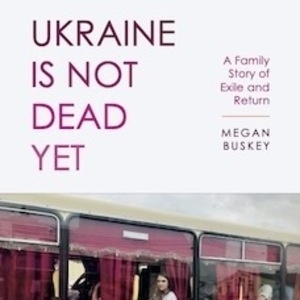 UKRAINE
IS NOT
DEAD
YET
A Family
Story of
Exile and
Return
MEGAN
BUSKEY